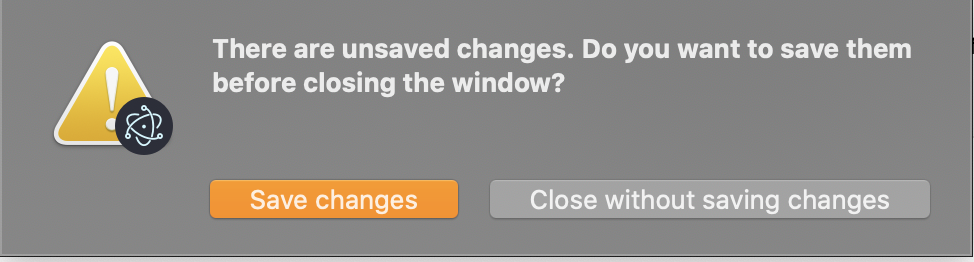 There are unsaved changes. Do you want to save them
before closing the window?
Save changes
Close without saving changes